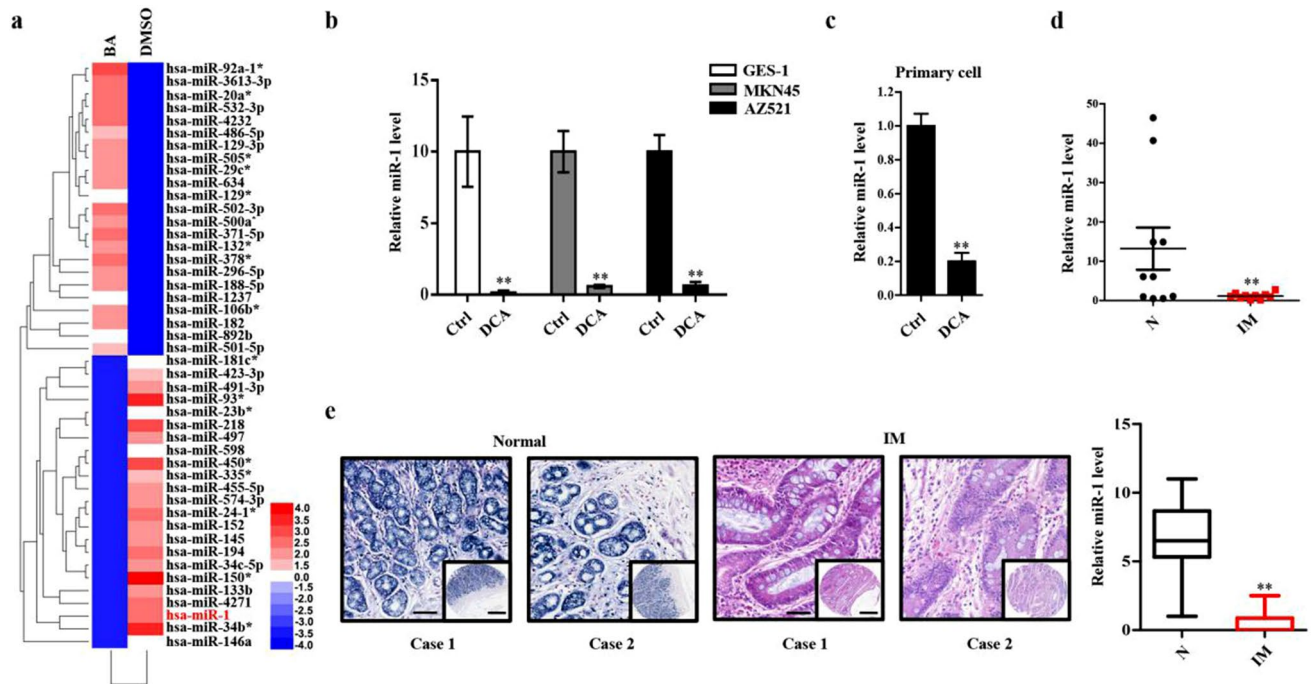 a
BA
DMSO
hsa-miR-92a-1*
hsa-miR-3613-3p
hsa-miR-20a*
hsa-miR-532-3p
hsa-miR-4232
hsa-miR-486-5p
hsa-miR-129-3p
hsa-miR-505*
hsa-miR-29c*
hsa-miR-634
hsa-miR-129*
hsa-miR-502-3p
hsa-miR-500a*
hsa-miR-371-5p
hsa-miR-132*
hsa-miR-378*
hsa-miR-296-5p
hsa-miR-188-5p
hsa-miR-1237
hsa-miR-106b*
hsa-miR-182
hsa-miR-892b
hsa-miR-501-5p
hsa-miR-181c*
hsa-miR-423-3p
hsa-miR-491-3p
hsa-miR-93*
hsa-miR-23b*
hsa-miR-218
hsa-miR-497
hsa-miR-598
hsa-miR-450*
hsa-miR-335*
hsa-miR-455-5p
hsa-miR-574-3p
hsa-miR-24-1*
hsa-miR-152
hsa-miR-145
hsa-miR-194
hsa-miR-34c-5p
hsa-miR-150*
hsa-miR-133b
hsa-miR-4271
hsa-miR-1
hsa-miR-34b*
hsa-miR-146a
4.0
3.5
3.0
2.5
2.0
1.5
0.0
-1.5
-2.0
-2.5
-3.0
-3.5
-4.0
b
Relative miR-1 level
15
10
5
0
GES-1
MKN45
AZ521
**
**
**
Ctrl
DCA
Ctrl
DCA
Ctrl
DCA
c
Primary cell
Relative miR-1 level
1.2
1.0
0.8
0.6
0.4
0.2
0.0
**
Ctrl
DCA
d
Relative miR-1 level
50
40
30
20
10
0
**
N
IM
e
Normal
IM
Case 1
Case 2
Case 1
Case 2
Relative miR-1 level
15
10
5
0
**
N
IM